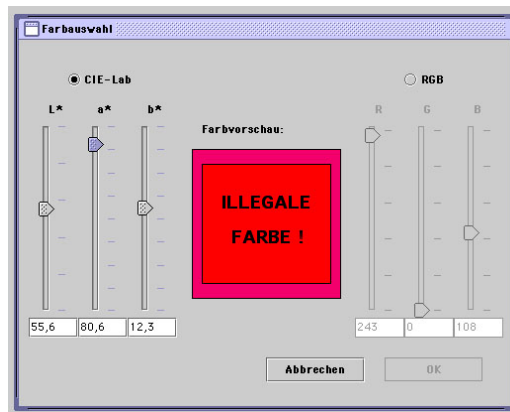 Farbauswahl
CIE-Lab
RGB
L* a* b*
R G B
Farbvorschau:
ILLEGALE
FARBE !
55,6 80,6 12,3
243 0 108
Abbrechen
OK